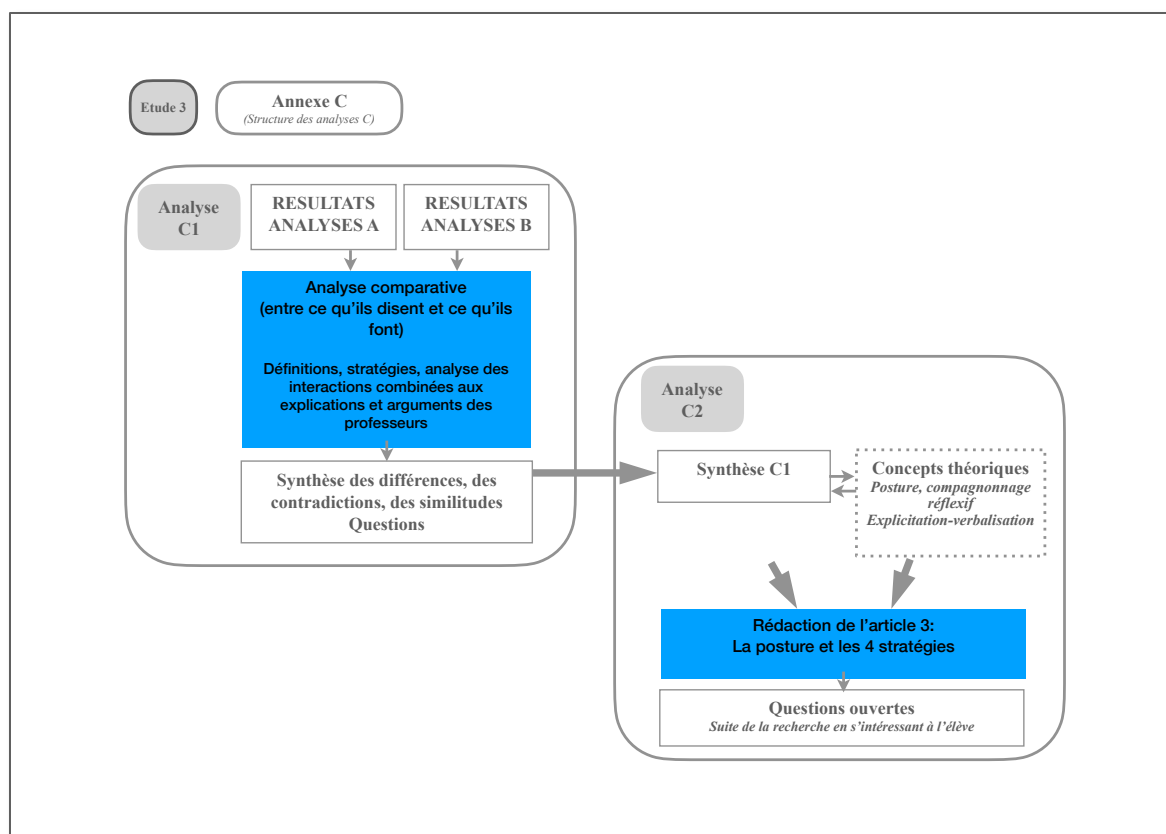 Etude 3
Annexe C
(Structure des analyses C)
Analyse
C1
RESULTATS
ANALYSES A
RESULTATS
ANALYSES B
Analyse comparative
(entre ce qu’ils disent et ce qu’ils
font)
Définitions, stratégies, analyse des
interactions combinées aux
explications et arguments des
professeurs
Synthèse des différences, des
contradictions, des similitudes
Questions
Analyse
C2
Synthèse C1
Concepts théoriques
Posture, compagnonnage
réflexif
Explicitation-verbalisation
Rédaction de l’article 3:
La posture et les 4 stratégies
Questions ouvertes
Suite de la recherche en s’intéressant à l’élève